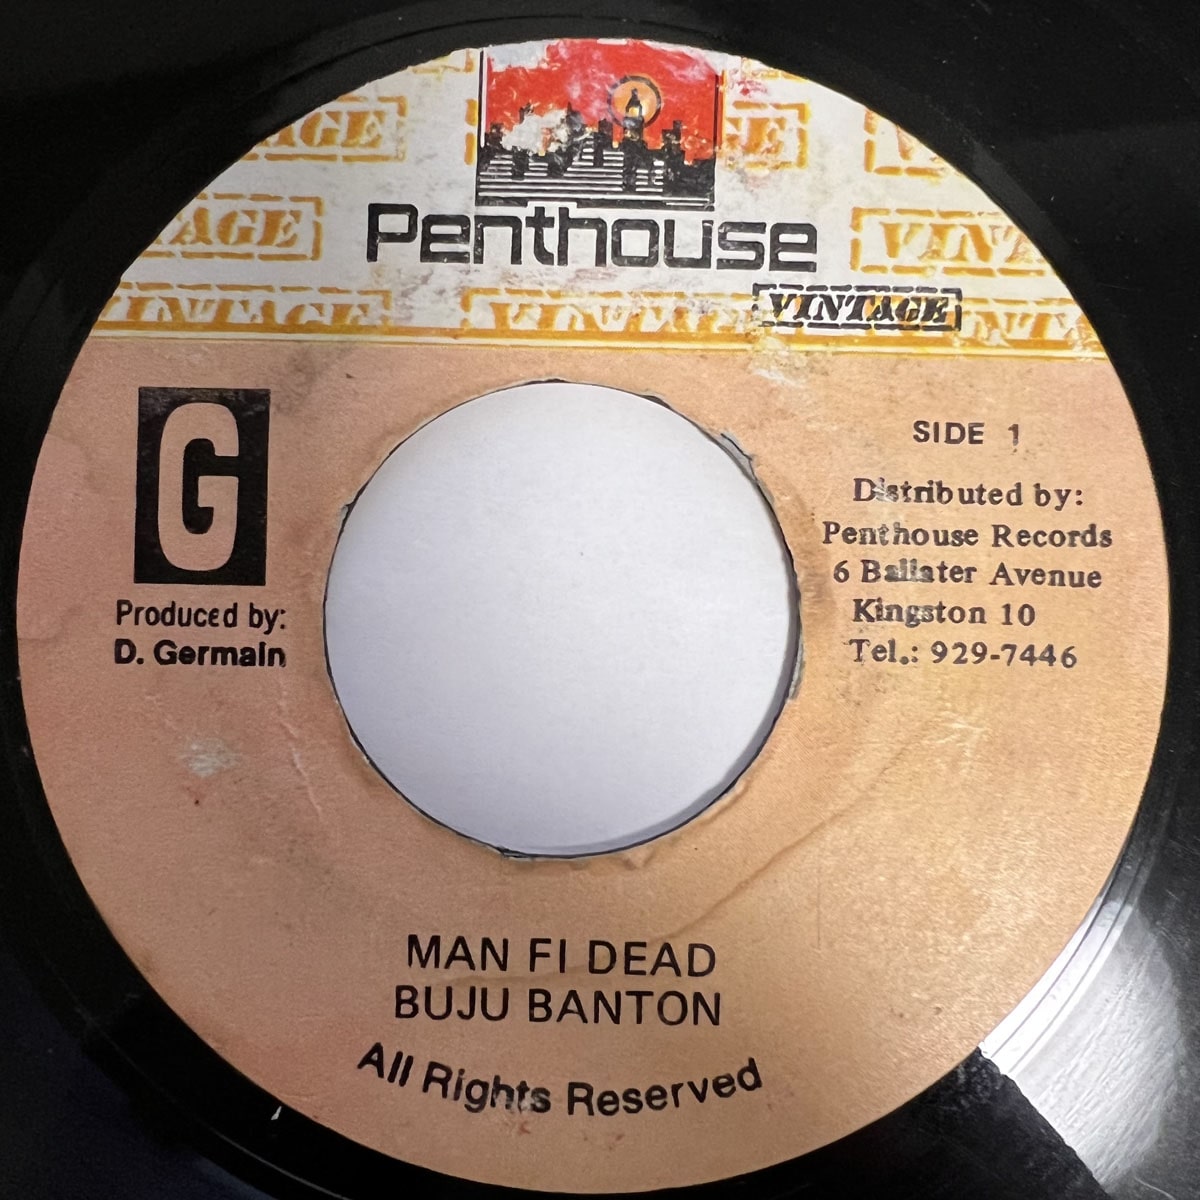 Penthouse
VINTAGE
G
Produced by:
D. Germain
SIDE 1
Distributed by:
Penthouse Records
6 Ballater Avenue
Kingston 10
Tel.: 929-7446
MAN FI DEAD
BUJU BANTON
All Rights Reserved